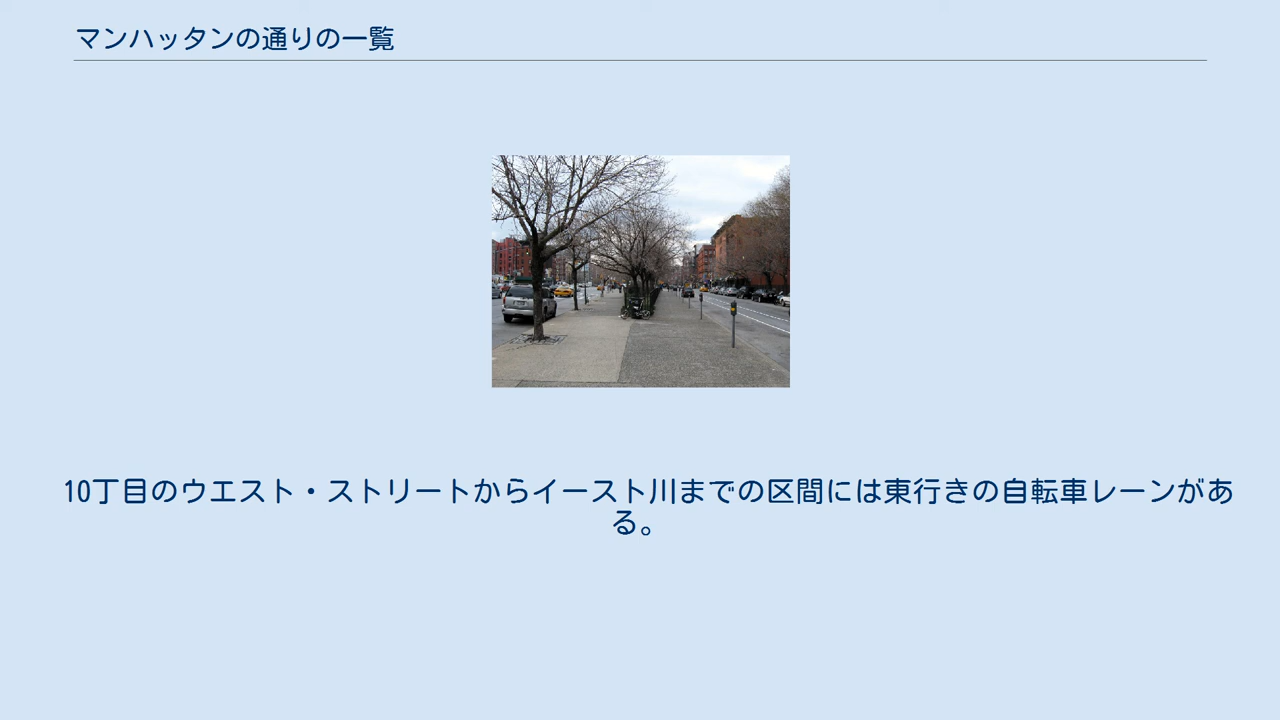 マンハッタンの通りの一覧
10丁目のウエスト・ストリートからイースト川までの区間には東行きの自転車レーンがあ
る。